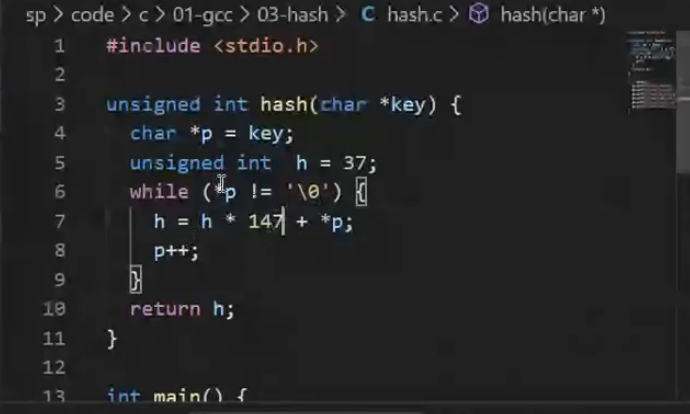 sp > code > c > 01-gcc > 03-hash > C hash.c > hash(char *)
1 #include <stdio.h>
2
3 unsigned int hash(char *key) {
4 char *p = key;
5 unsigned int  h = 37;
6 while (*p != '\0') {
7 h = h * 147 + *p;
8 p++;
9 }
10 return h;
11 }
12
13 int main() {